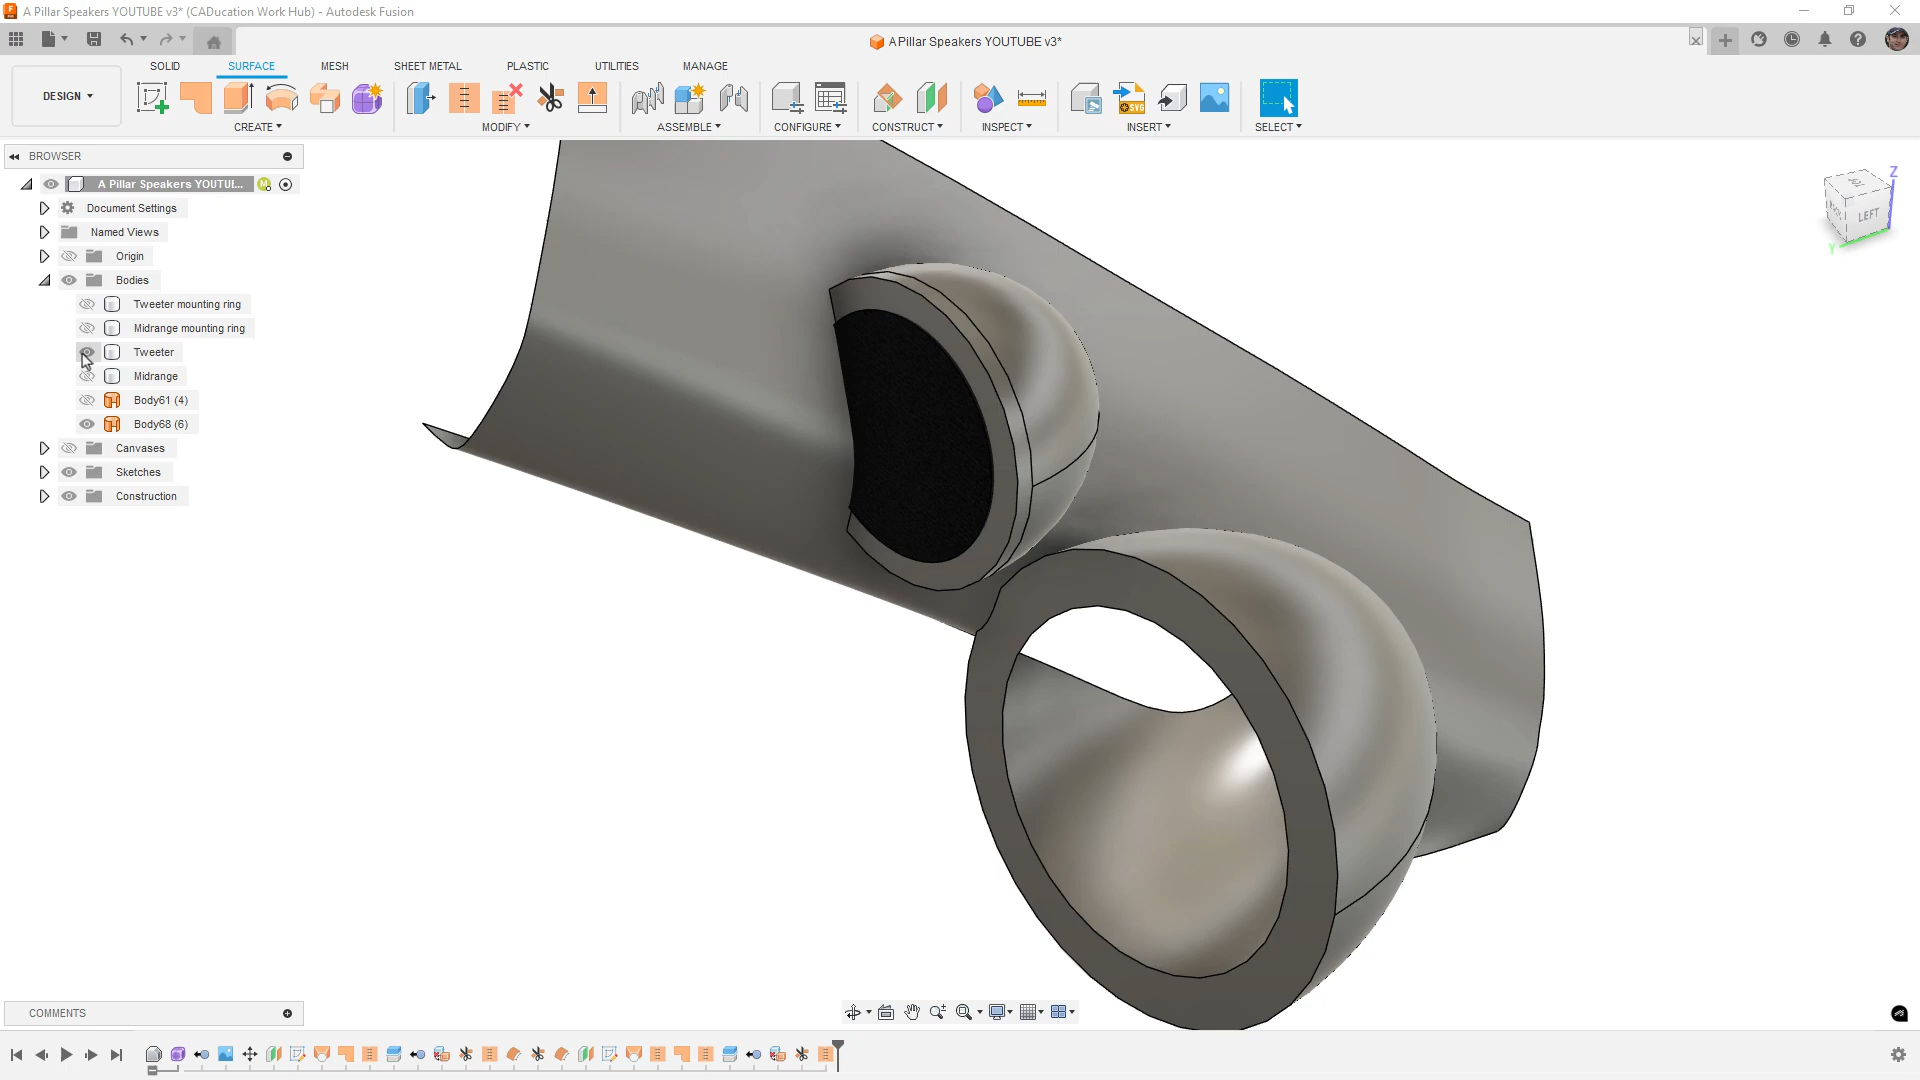 A Pillar Speakers YOUTUBE v3* (CADucation Work Hub) - Autodesk Fusion
A Pillar Speakers YOUTUBE v3*
SOLID SURFACE MESH SHEET METAL PLASTIC UTILITIES MANAGE
DESIGN
CREATE MODIFY ASSEMBLE CONFIGURE CONSTRUCT INSPECT INSERT SELECT
BROWSER
A Pillar Speakers YOUTU...
Document Settings
Named Views
Origin
Bodies
Tweeter mounting ring
Midrange mounting ring
Tweeter
Midrange
Body61 (4)
Body68 (6)
Canvases
Sketches
Construction
Z
TOP
LEFT
Y
COMMENTS